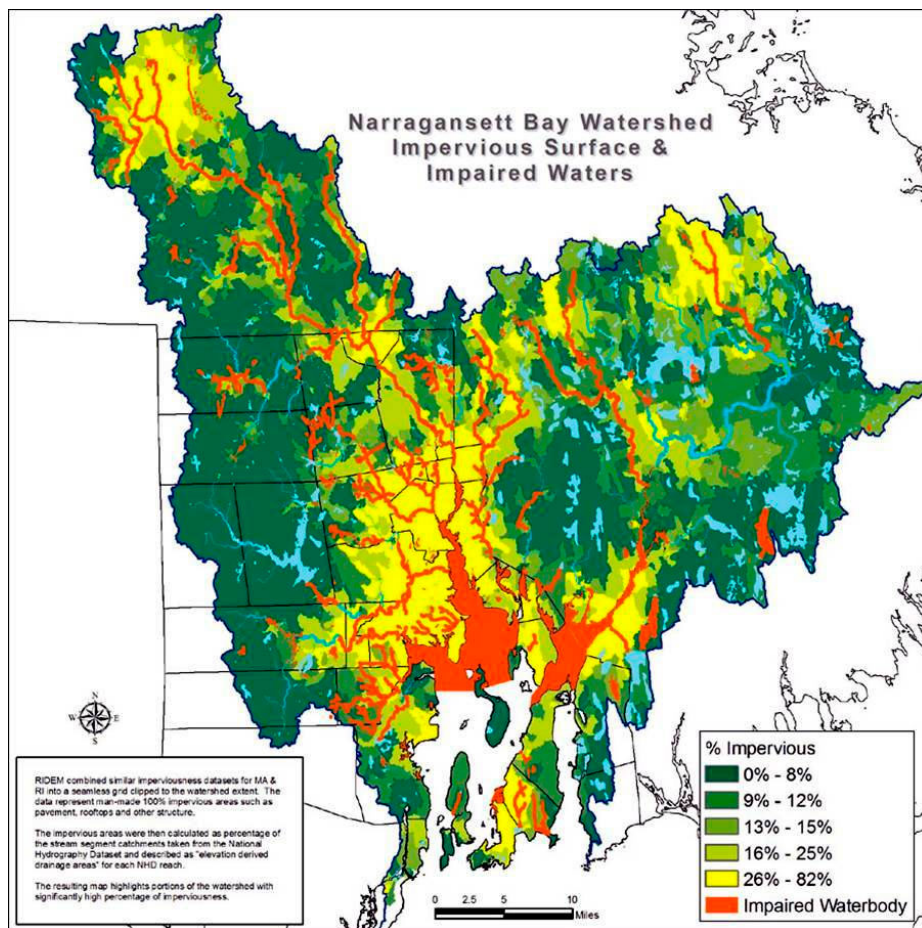 Narragansett Bay Watershed
Impervious Surface &
Impaired Waters
N
W E
S
RIDEM combined similar imperviousness datasets for MA &
RI into a seamless grid clipped to the watershed extent. The
data represent man-made 100% impervious areas such as
pavement, rooftops and other structure.
The impervious areas were then calculated as percentage of
the stream segment catchments taken from the National
Hydrography Dataset and described as "elevation derived
drainage areas" for each NHD reach.
The resulting map highlights portions of the watershed with
significantly high percentage of imperviousness.
0 2.5 5 10
Miles
% Impervious
0% - 8%
9% - 12%
13% - 15%
16% - 25%
26% - 82%
Impaired Waterbody